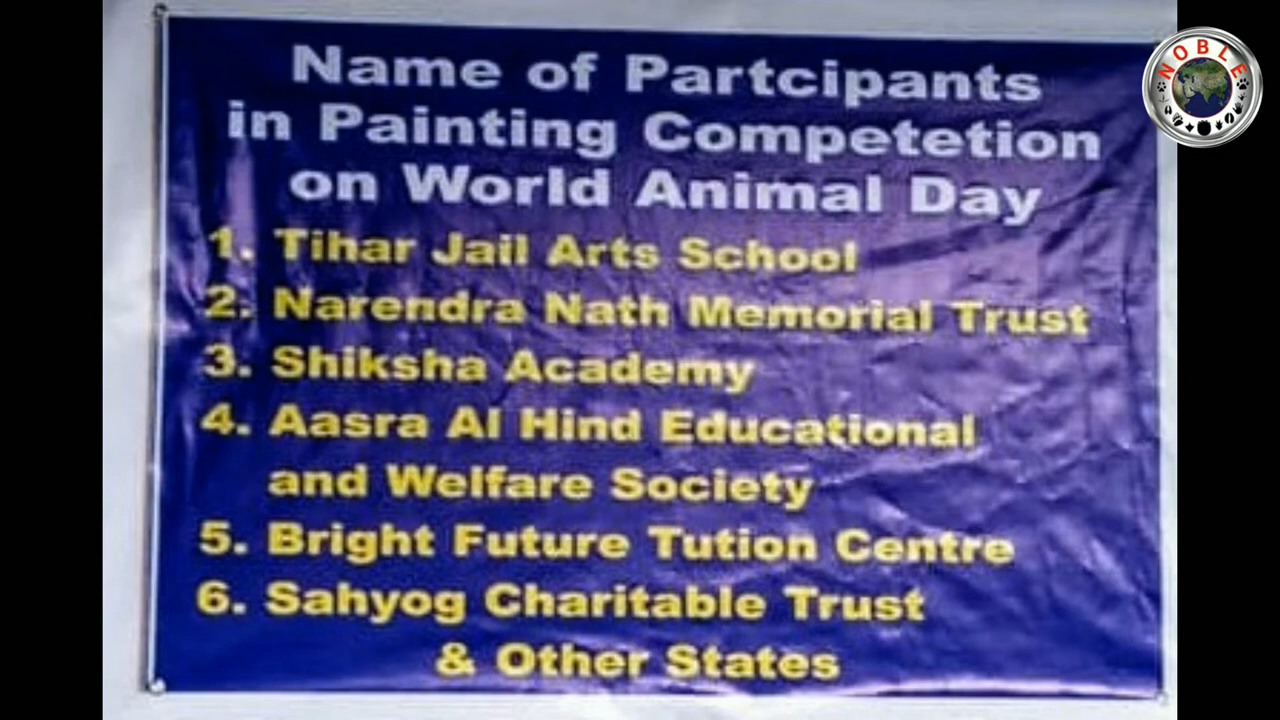 Name of Partcipants
in Painting Competetion
on World Animal Day
1. Tihar Jail Arts School
2. Narendra Nath Memorial Trust
3. Shiksha Academy
4. Aasra Al Hind Educational
and Welfare Society
5. Bright Future Tution Centre
6. Sahyog Charitable Trust
& Other States
NOBLE